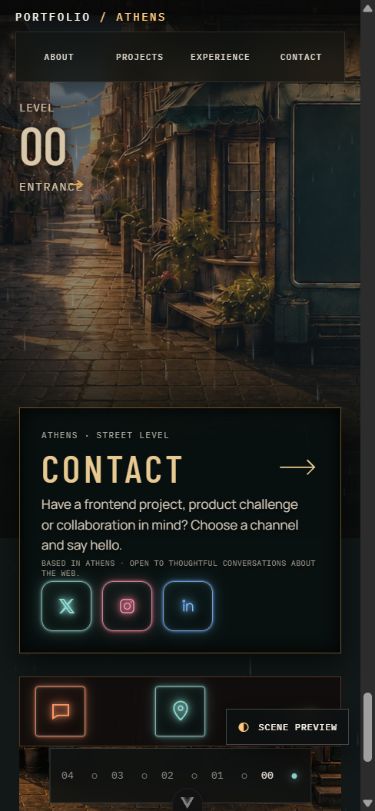 PORTFOLIO / ATHENS
ABOUT PROJECTS EXPERIENCE CONTACT
LEVEL
00
ENTRANCE
ATHENS · STREET LEVEL
CONTACT
Have a frontend project, product challenge
or collaboration in mind? Choose a channel
and say hello.
BASED IN ATHENS · OPEN TO THOUGHTFUL CONVERSATIONS ABOUT
THE WEB.
SCENE PREVIEW
04 03 02 01 00